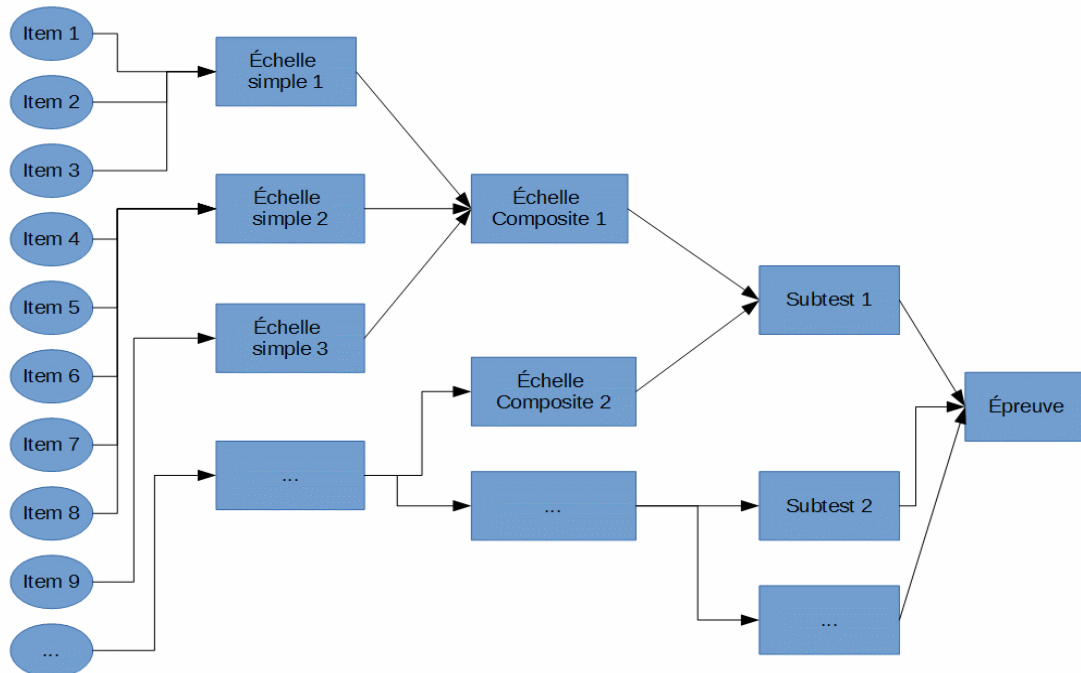 Item 1
Item 2
Item 3
Item 4
Item 5
Item 6
Item 7
Item 8
Item 9
...
Échelle
simple 1
Échelle
simple 2
Échelle
simple 3
...
Échelle
Composite 1
Échelle
Composite 2
...
Subtest 1
Subtest 2
...
Épreuve